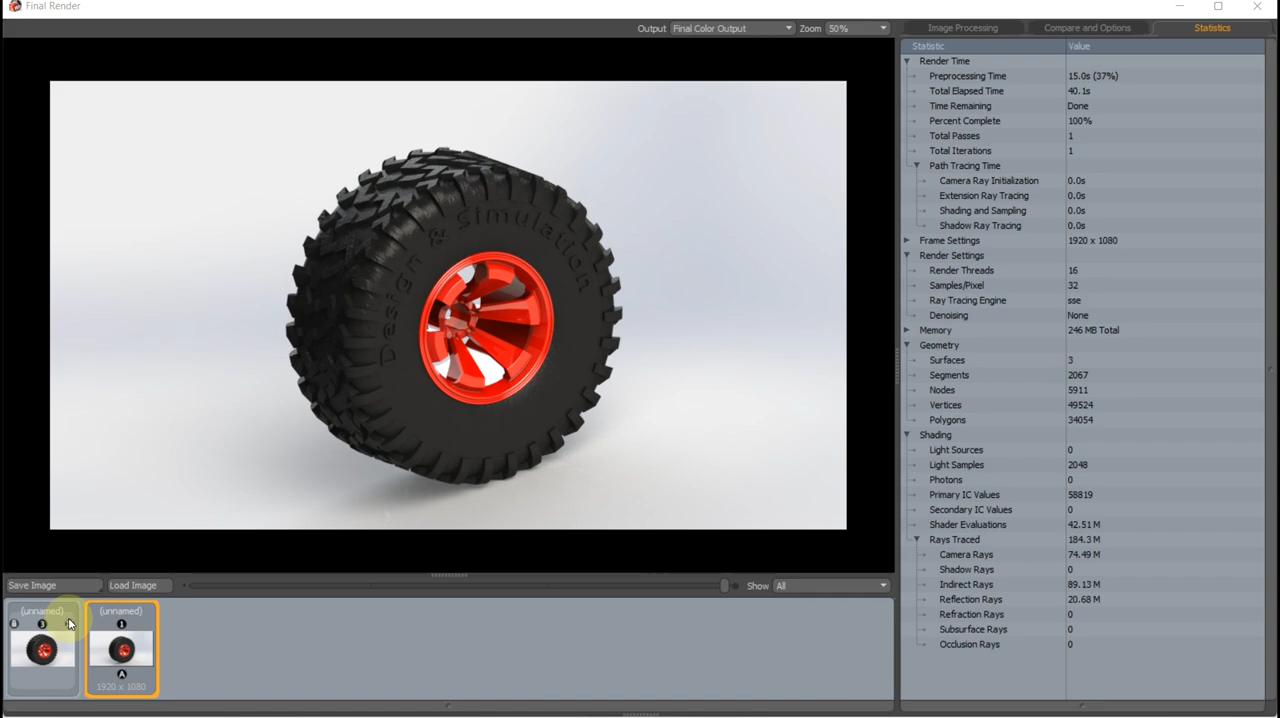 Final Render
Output Final Color Output Zoom 50%
Image Processing Compare and Options Statistics
Statistic Value
Render Time
Preprocessing Time 15.0s (37%)
Total Elapsed Time 40.1s
Time Remaining Done
Percent Complete 100%
Total Passes 1
Total Iterations 1
Path Tracing Time
Camera Ray Initialization 0.0s
Extension Ray Tracing 0.0s
Shading and Sampling 0.0s
Shadow Ray Tracing 0.0s
Frame Settings 1920 x 1080
Render Settings
Render Threads 16
Samples/Pixel 32
Ray Tracing Engine sse
Denoising None
Memory 246 MB Total
Geometry
Surfaces 3
Segments 2067
Nodes 5911
Vertices 49524
Polygons 34054
Shading
Light Sources 0
Light Samples 2048
Photons 0
Primary IC Values 58819
Secondary IC Values 0
Shader Evaluations 42.51 M
Rays Traced 184.3 M
Camera Rays 74.49 M
Shadow Rays 0
Indirect Rays 89.13 M
Reflection Rays 20.68 M
Refraction Rays 0
Subsurface Rays 0
Occlusion Rays 0
Design & Simulation
Save Image Load Image Show All
(unnamed) (unnamed)
3 1
A
1920 x 1080